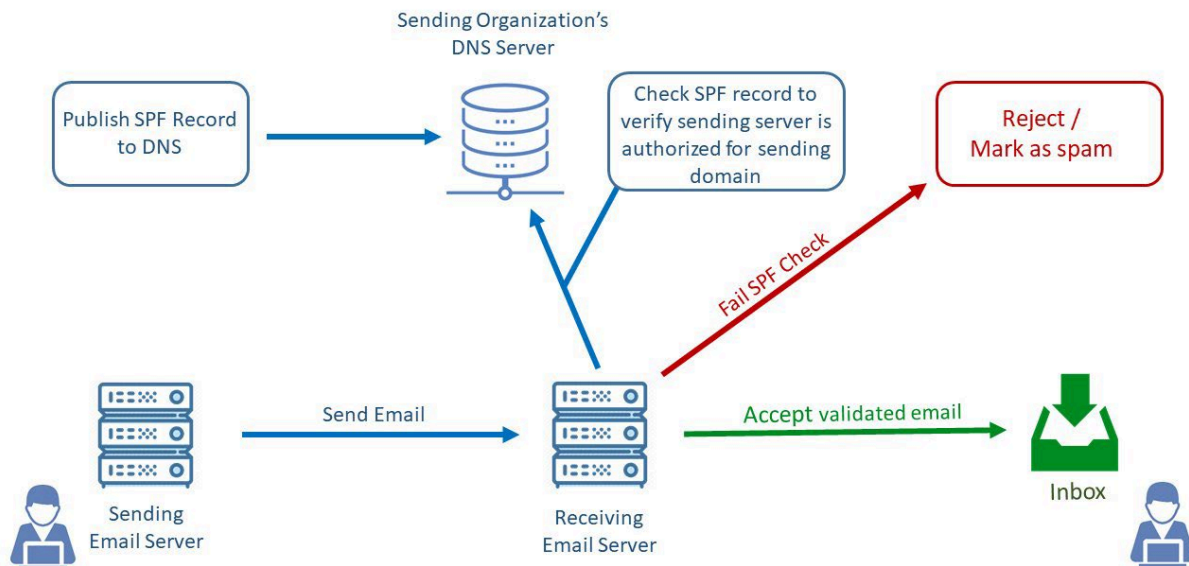 Sending Organization's
DNS Server
Publish SPF Record
to DNS
Check SPF record to
verify sending server is
authorized for sending
domain
Reject /
Mark as spam
Fail SPF Check
Send Email
Accept validated email
Sending
Email Server
Receiving
Email Server
Inbox